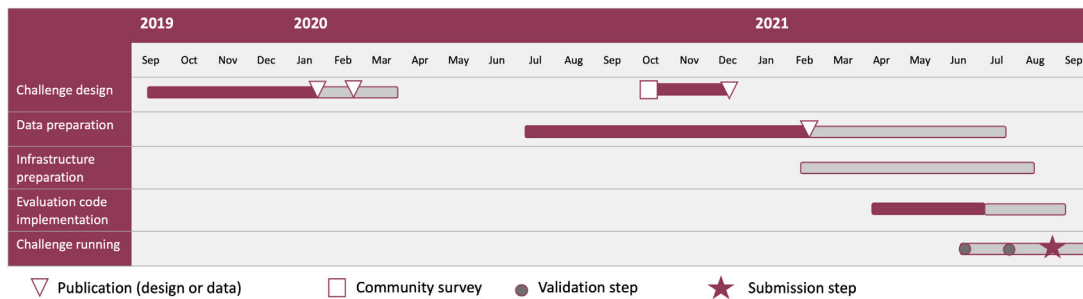 2019 2020 2021
Sep Oct Nov Dec Jan Feb Mar Apr May Jun Jul Aug Sep Oct Nov Dec Jan Feb Mar Apr May Jun Jul Aug Sep
Challenge design
Data preparation
Infrastructure
preparation
Evaluation code
implementation
Challenge running
Publication (design or data) Community survey Validation step Submission step